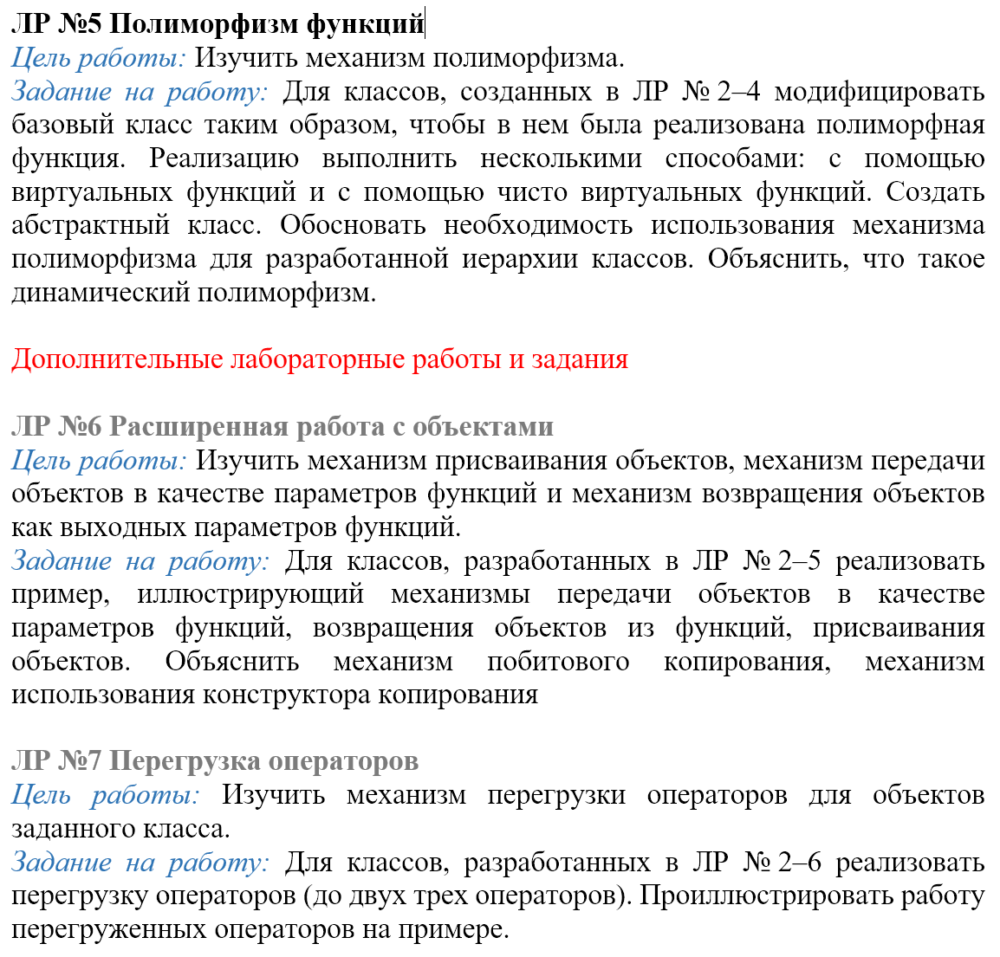 ЛР №5 Полиморфизм функций
Цель работы: Изучить механизм полиморфизма.
Задание на работу: Для классов, созданных в ЛР № 2–4 модифицировать
базовый класс таким образом, чтобы в нем была реализована полиморфная
функция. Реализацию выполнить несколькими способами: с помощью
виртуальных функций и с помощью чисто виртуальных функций. Создать
абстрактный класс. Обосновать необходимость использования механизма
полиморфизма для разработанной иерархии классов. Объяснить, что такое
динамический полиморфизм.
Дополнительные лабораторные работы и задания
ЛР №6 Расширенная работа с объектами
Цель работы: Изучить механизм присваивания объектов, механизм передачи
объектов в качестве параметров функций и механизм возвращения объектов
как выходных параметров функций.
Задание на работу: Для классов, разработанных в ЛР № 2–5 реализовать
пример, иллюстрирующий механизмы передачи объектов в качестве
параметров функций, возвращения объектов из функций, присваивания
объектов. Объяснить механизм побитового копирования, механизм
использования конструктора копирования
ЛР №7 Перегрузка операторов
Цель работы: Изучить механизм перегрузки операторов для объектов
заданного класса.
Задание на работу: Для классов, разработанных в ЛР № 2–6 реализовать
перегрузку операторов (до двух трех операторов). Проиллюстрировать работу
перегруженных операторов на примере.